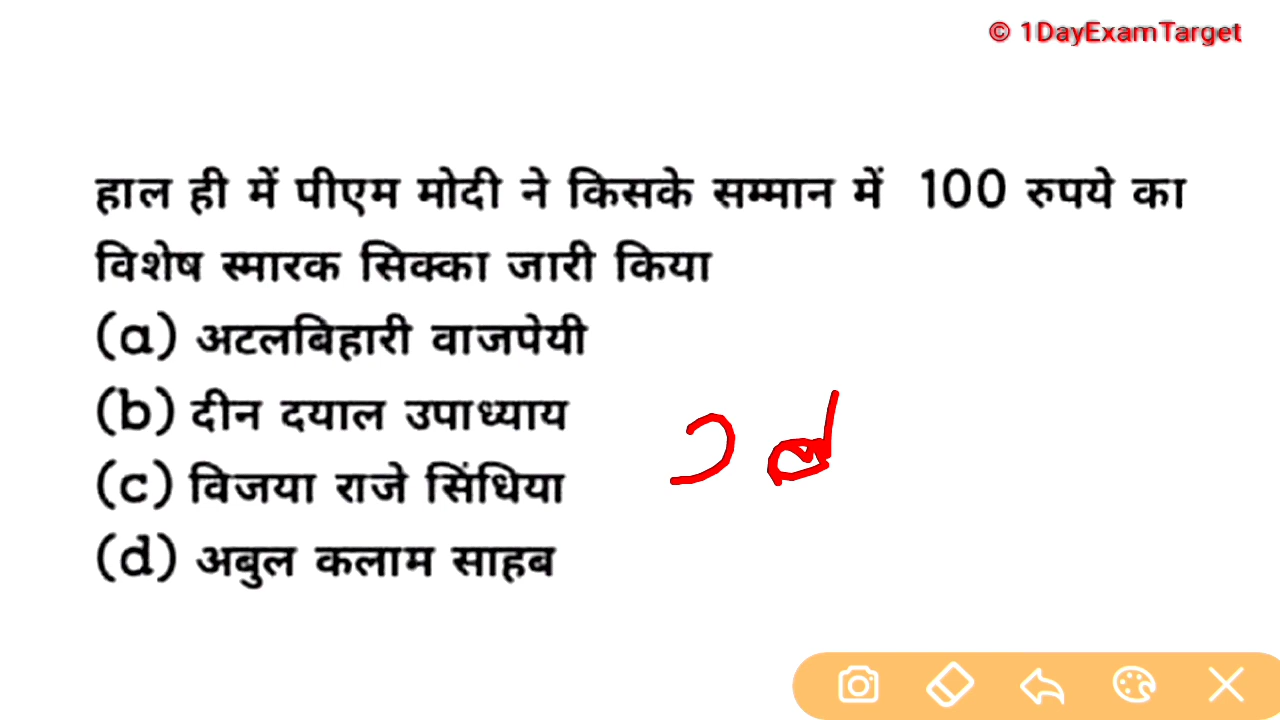 © 1DayExamTarget
हाल ही में पीएम मोदी ने किसके सम्मान में 100 रुपये का
विशेष स्मारक सिक्का जारी किया
(a) अटलबिहारी वाजपेयी
(b) दीन दयाल उपाध्याय
(c) विजया राजे सिंधिया
(d) अबुल कलाम साहब